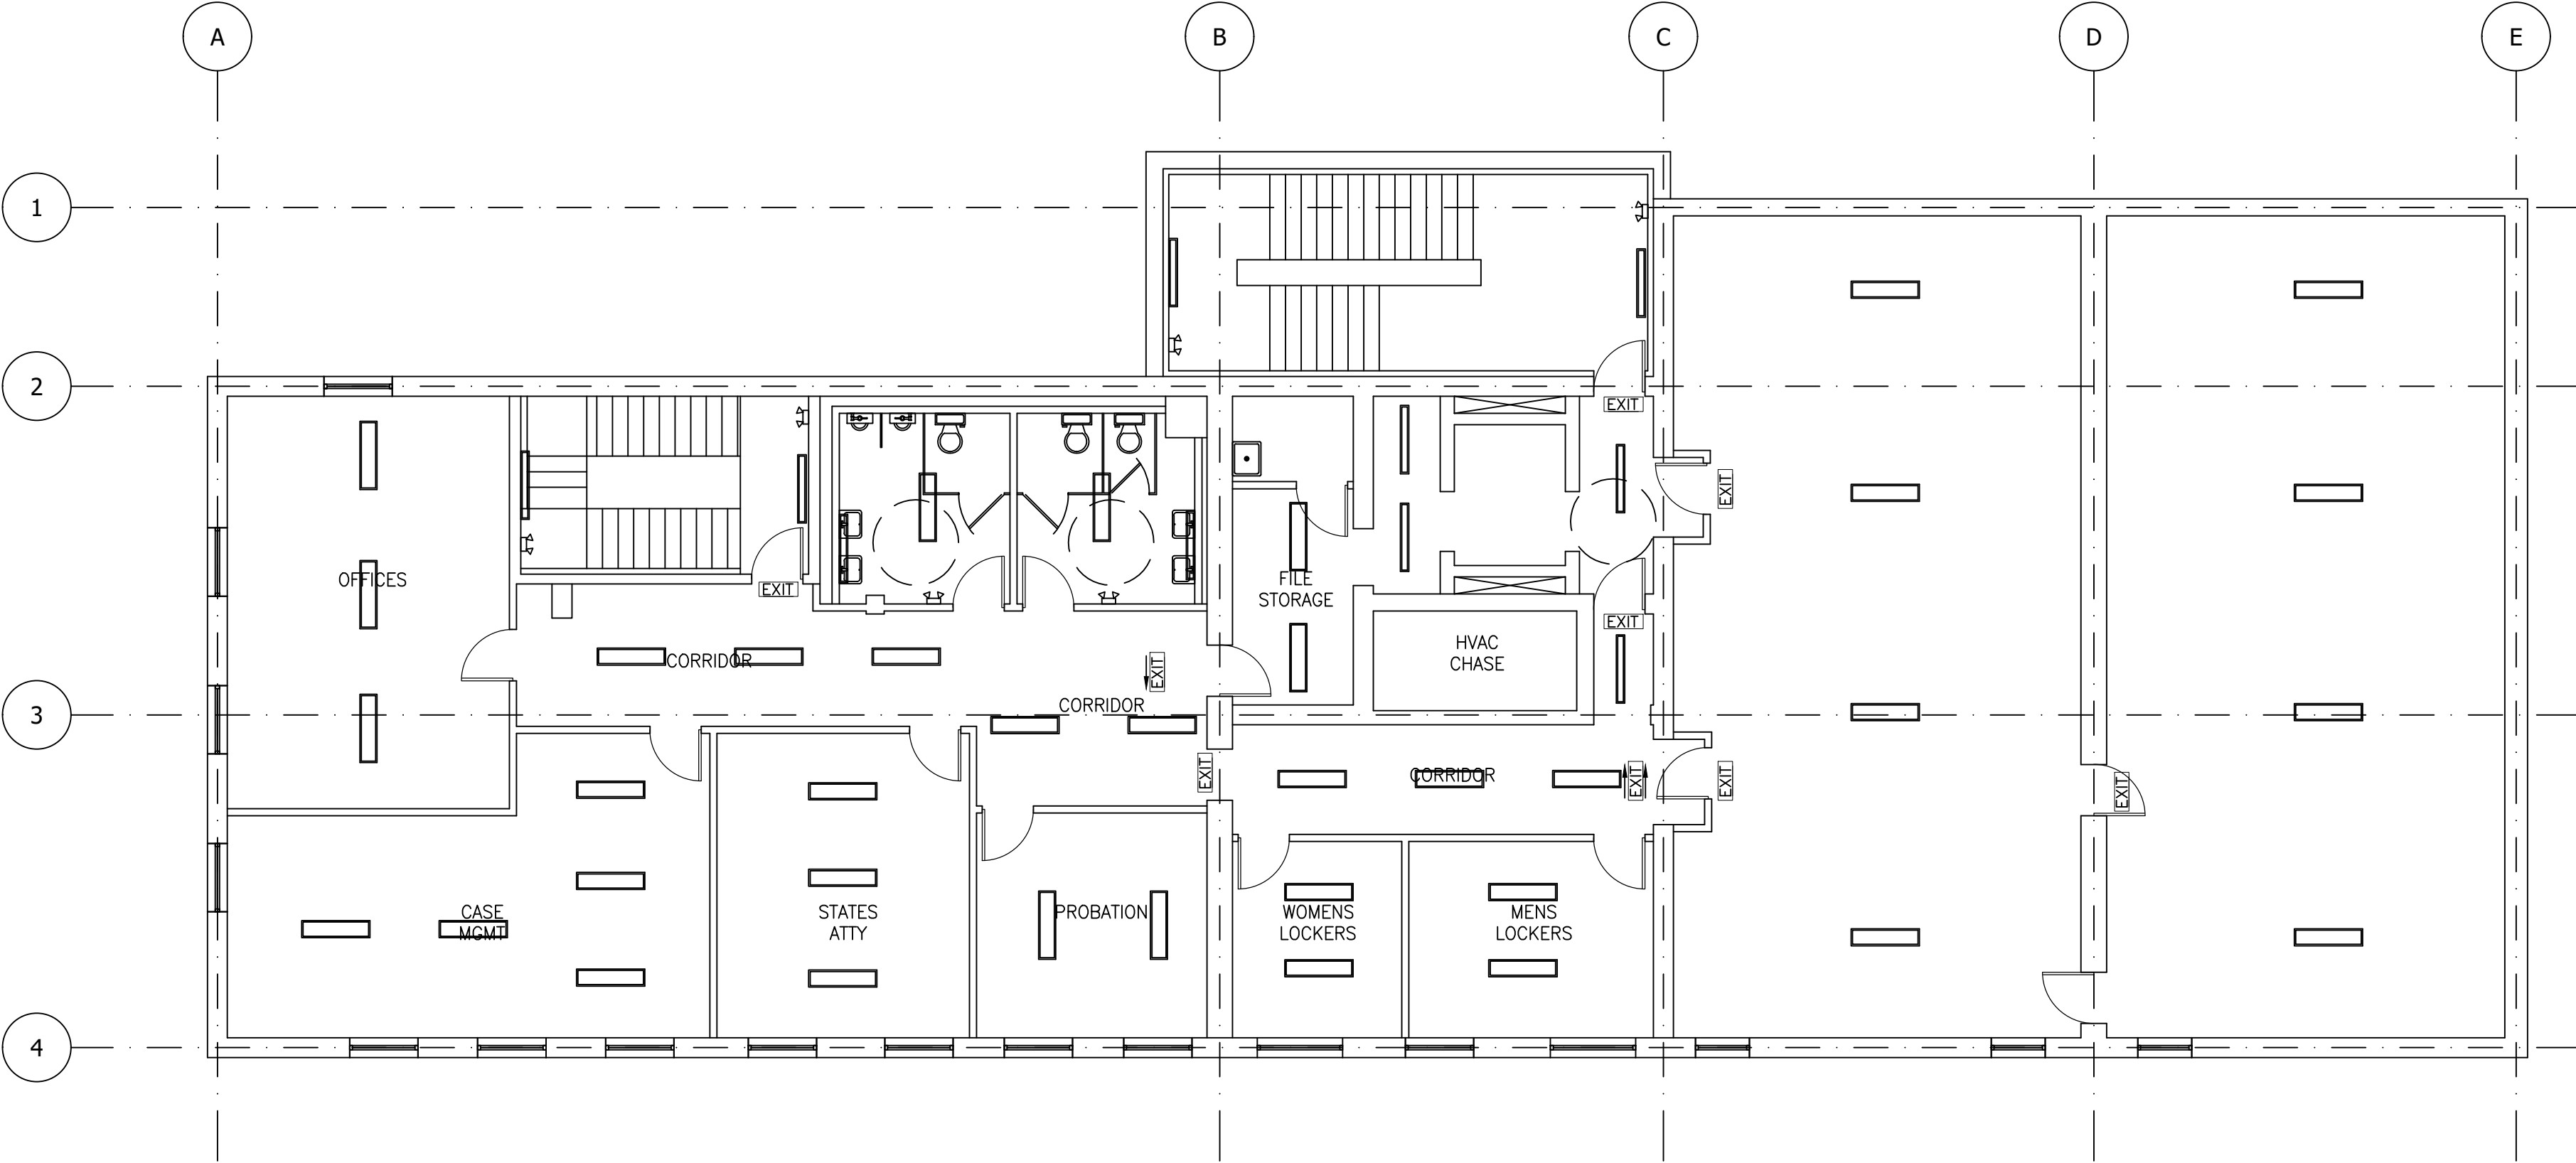 A
B
C
D
E
1
2
3
4
EXIT
EXIT
EXIT
OFFICES
FILE
STORAGE
EXIT
EXIT
HVAC
CHASE
CORRIDOR
EXIT
CORRIDOR
EXIT
CORRIDOR
EXIT
EXIT
EXIT
CASE
MGMT
STATES
ATTY
PROBATION
WOMENS
LOCKERS
MENS
LOCKERS